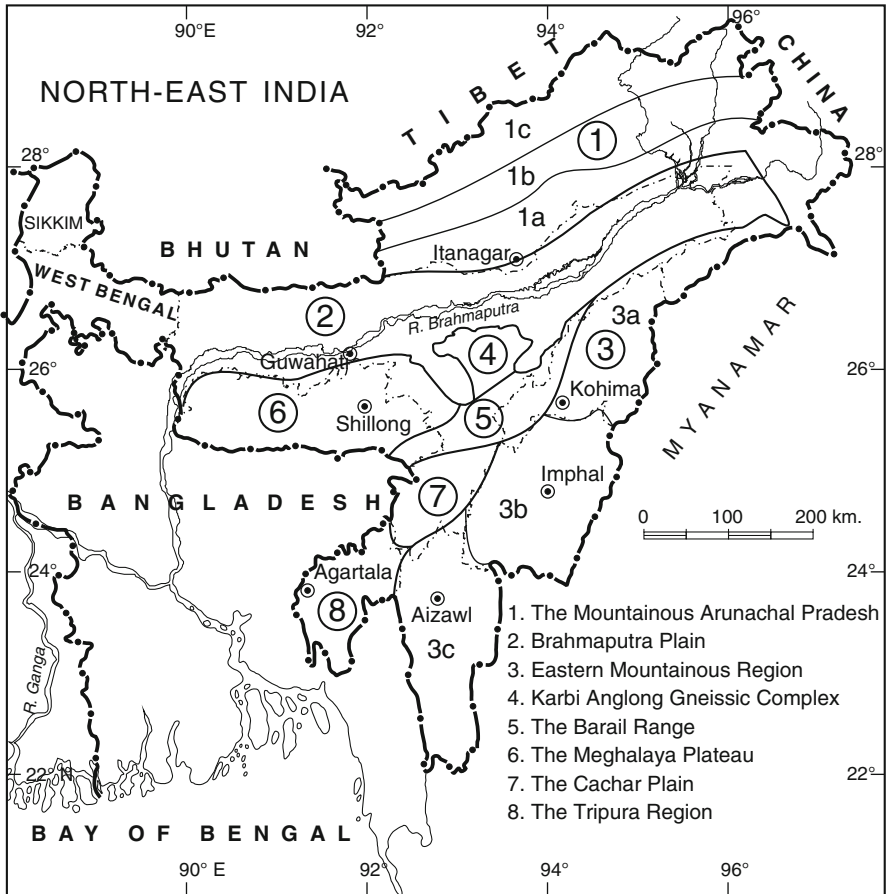 90°E 92° 94° 96°
NORTH-EAST INDIA
TIBET
CHINA
1c
1
28° 28°
1b
SIKKIM
1a
BHUTAN
Itanagar
WEST BENGAL
2
R. Brahmaputra
3a
4
3
Guwahati
26° 26°
Kohima
MYANAMAR
6
Shillong
5
Imphal
BANGLADESH
7
3b
0 100 200 km.
24° 24°
Agartala
Aizawl
8
3c
R. Ganga
1. The Mountainous Arunachal Pradesh
2. Brahmaputra Plain
3. Eastern Mountainous Region
4. Karbi Anglong Gneissic Complex
5. The Barail Range
6. The Meghalaya Plateau
7. The Cachar Plain
8. The Tripura Region
22° N 22°
BAY OF BENGAL
90° E 92° 94° 96°